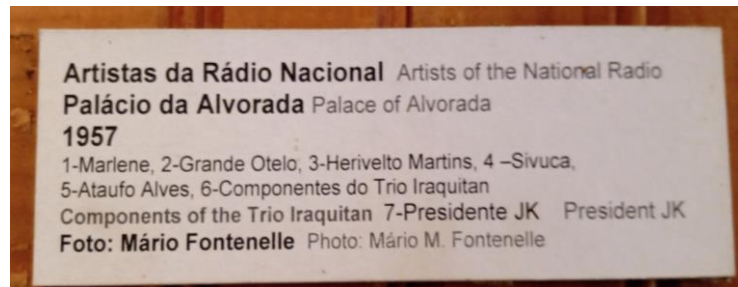 Artistas da Rádio Nacional Artists of the National Radio
Palácio da Alvorada Palace of Alvorada
1957
1-Marlene, 2-Grande Otelo, 3-Herivelto Martins, 4 –Sivuca,
5-Ataufo Alves, 6-Componentes do Trio Iraquitan
Components of the Trio Iraquitan 7-Presidente JK President JK
Foto: Mário Fontenelle Photo: Mário M. Fontenelle